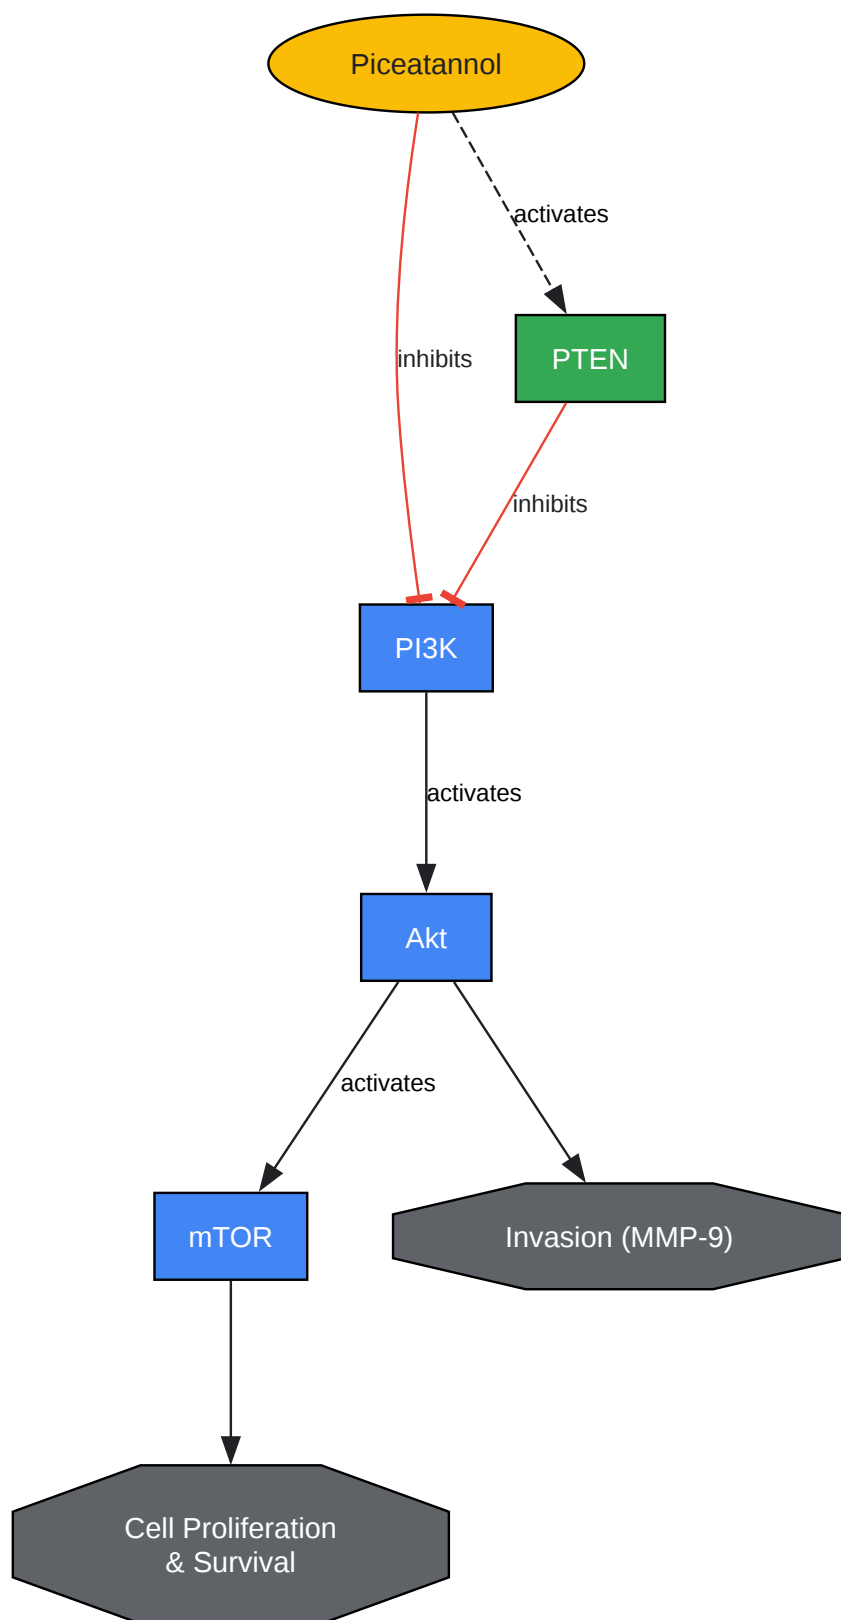 Piceatannol
activates
inhibits
PTEN
inhibits
PI3K
activates
Akt
activates
mTOR
Invasion (MMP-9)
Cell Proliferation
& Survival